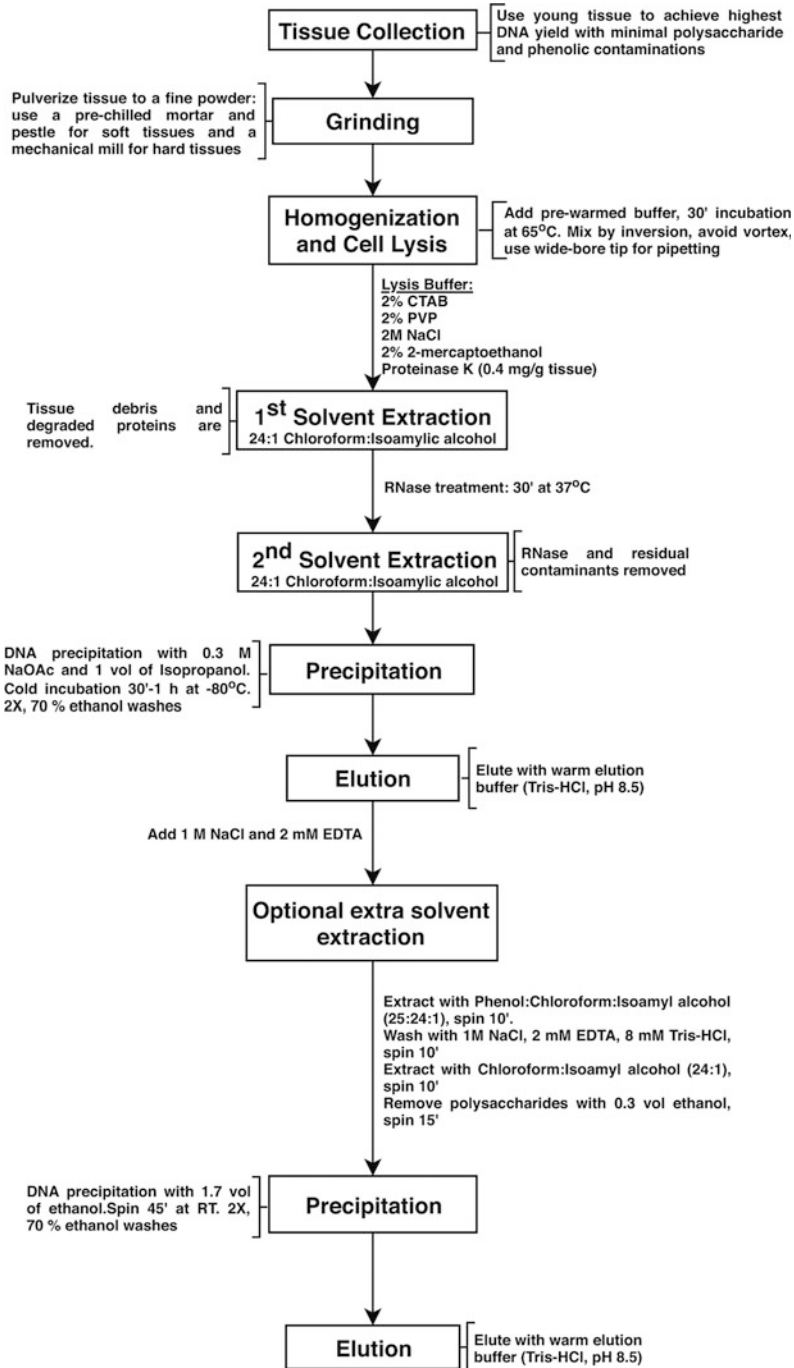 Tissue Collection
Use young tissue to achieve highest
DNA yield with minimal polysaccharide
and phenolic contaminations
Pulverize tissue to a fine powder:
use a pre-chilled mortar and
pestle for soft tissues and a
mechanical mill for hard tissues
Grinding
Homogenization
and Cell Lysis
Add pre-warmed buffer, 30' incubation
at 65ºC. Mix by inversion, avoid vortex,
use wide-bore tip for pipetting
Lysis Buffer:
2% CTAB
2% PVP
2M NaCl
2% 2-mercaptoethanol
Proteinase K (0.4 mg/g tissue)
Tissue debris and
degraded proteins are
removed.
1st Solvent Extraction
24:1 Chloroform:Isoamylic alcohol
RNase treatment: 30' at 37ºC
2nd Solvent Extraction
24:1 Chloroform:Isoamylic alcohol
RNase and residual
contaminants removed
DNA precipitation with 0.3 M
NaOAc and 1 vol of Isopropanol.
Cold incubation 30'-1 h at -80ºC.
2X, 70 % ethanol washes
Precipitation
Elution
Elute with warm elution
buffer (Tris-HCl, pH 8.5)
Add 1 M NaCl and 2 mM EDTA
Optional extra solvent
extraction
Extract with Phenol:Chloroform:Isoamyl alcohol
(25:24:1), spin 10'.
Wash with 1M NaCl, 2 mM EDTA, 8 mM Tris-HCl,
spin 10'
Extract with Chloroform:Isoamyl alcohol (24:1),
spin 10'
Remove polysaccharides with 0.3 vol ethanol,
spin 15'
DNA precipitation with 1.7 vol
of ethanol.Spin 45' at RT. 2X,
70 % ethanol washes
Precipitation
Elution
Elute with warm elution
buffer (Tris-HCl, pH 8.5)